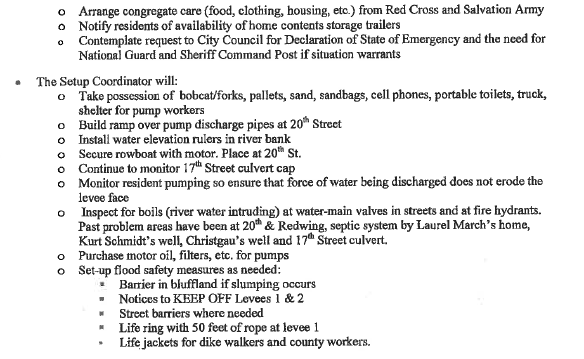 o Arrange congregate care (food, clothing, housing, etc.) from Red Cross and Salvation Army
o Notify residents of availability of home contents storage trailers
o Contemplate request to City Council for Declaration of State of Emergency and the need for
National Guard and Sheriff Command Post if situation warrants
• The Setup Coordinator will:
o Take possession of bobcat/forks, pallets, sand, sandbags, cell phones, portable toilets, truck,
shelter for pump workers
o Build ramp over pump discharge pipes at 20th Street
o Install water elevation rulers in river bank
o Secure rowboat with motor. Place at 20th St.
o Continue to monitor 17th Street culvert cap
o Monitor resident pumping so ensure that force of water being discharged does not erode the
levee face
o Inspect for boils (river water intruding) at water-main valves in streets and at fire hydrants.
Past problem areas have been at 20th & Redwing, septic system by Laurel March's home,
Kurt Schmidt's well, Christgau's well and 17th Street culvert.
o Purchase motor oil, filters, etc. for pumps
o Set-up flood safety measures as needed:
▪ Barrier in bluffland if slumping occurs
▪ Notices to KEEP OFF Levees 1 & 2
▪ Street barriers where needed
▪ Life ring with 50 feet of rope at levee 1
▪ Life jackets for dike walkers and county workers.